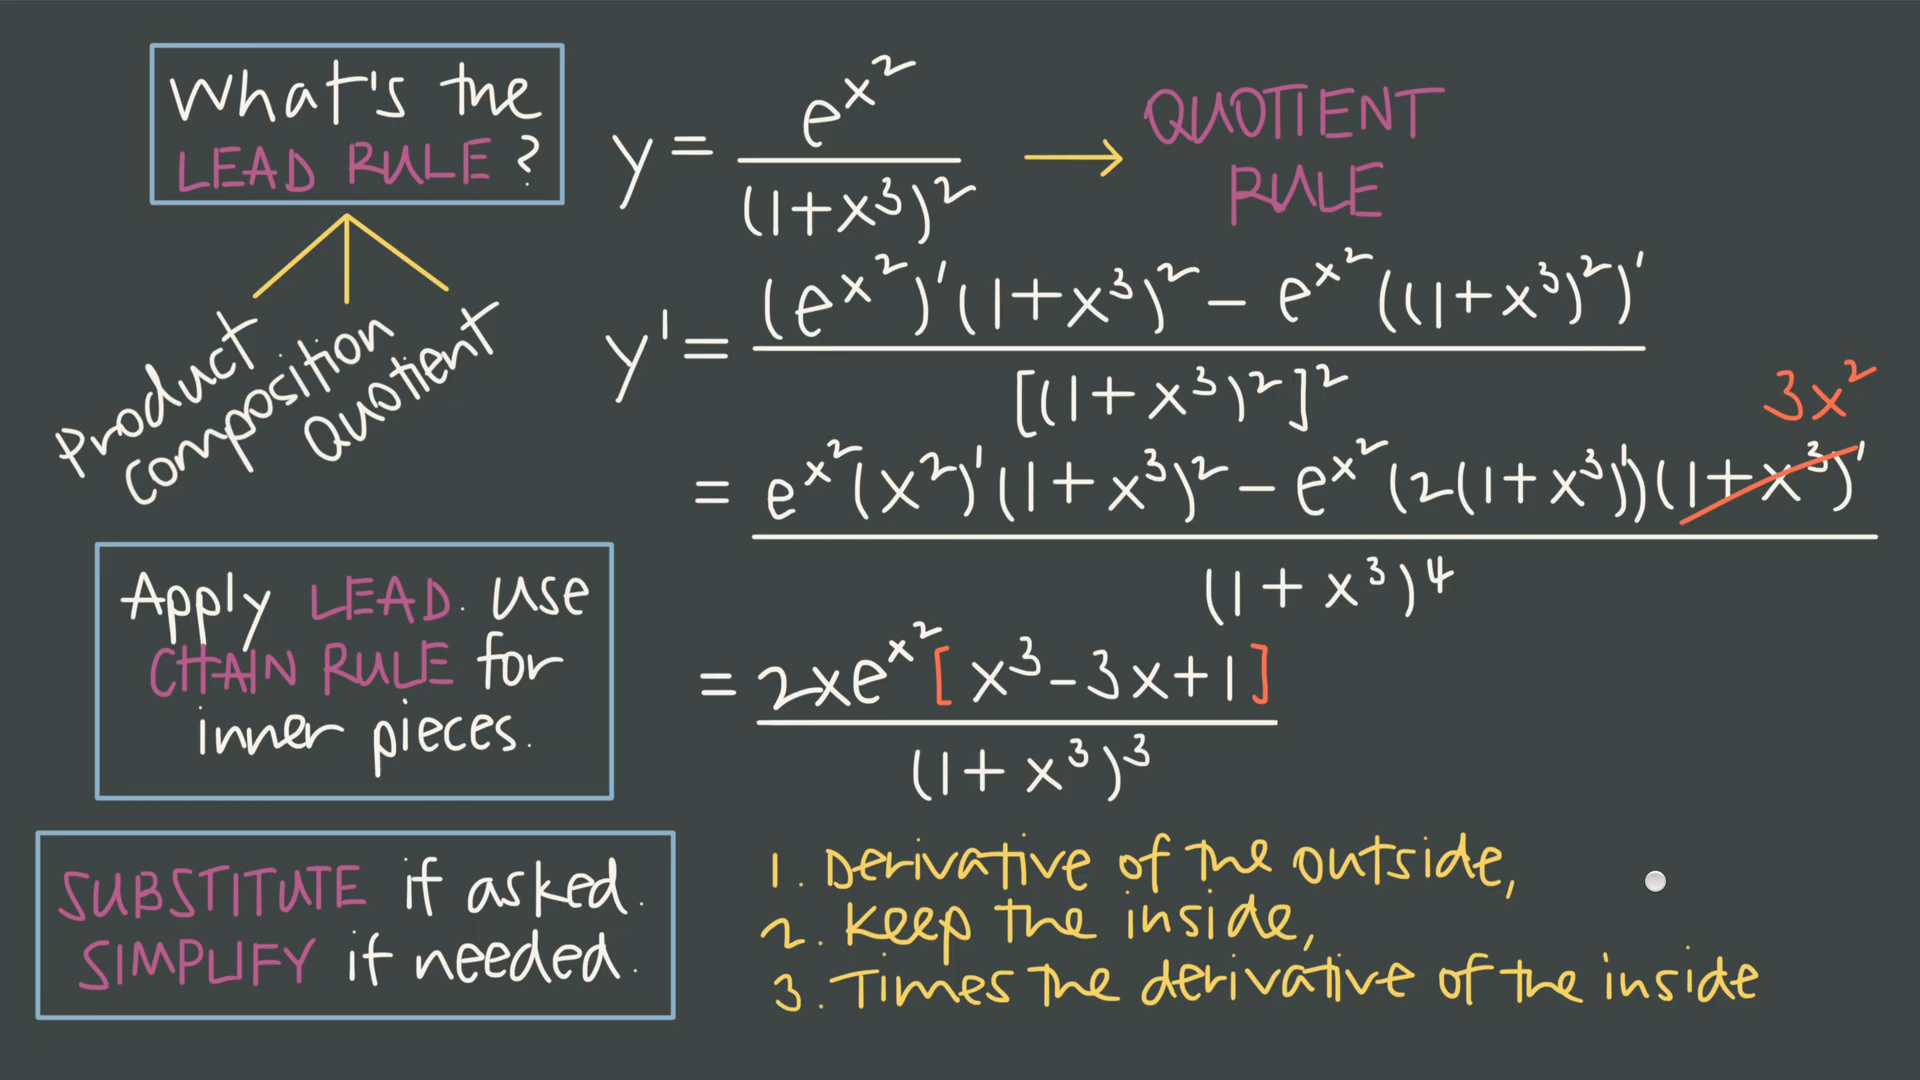 What's the
LEAD RULE?
Product
Composition
Quotient
Apply LEAD. Use
CHAIN RULE for
inner pieces.
SUBSTITUTE if asked.
SIMPLIFY if needed.
y = e^{x^2} / (1+x^3)^2 → QUOTIENT
RULE
y' = (e^{x^2})'(1+x^3)^2 − e^{x^2}((1+x^3)^2)' / [(1+x^3)^2]^2
3x^2
= e^{x^2}(x^2)'(1+x^3)^2 − e^{x^2}(2(1+x^3)')(1+x^3)' / (1+x^3)^4
= 2xe^{x^2}[x^3−3x+1] / (1+x^3)^3
1. Derivative of the outside,
2. Keep the inside,
3. Times the derivative of the inside